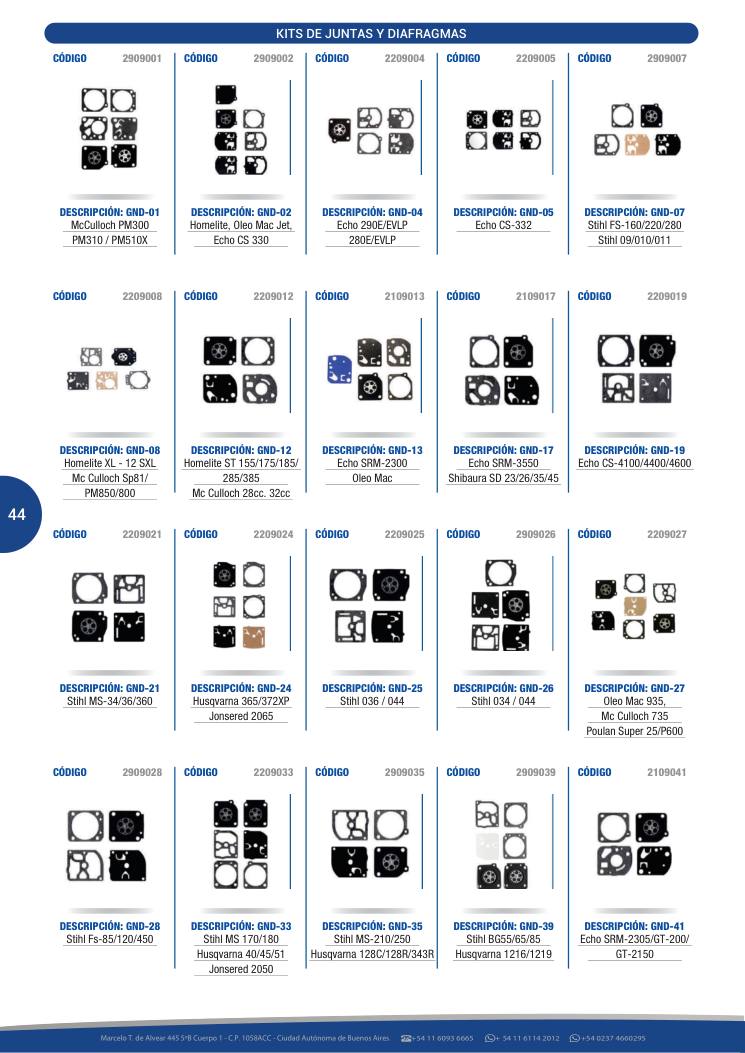 KITS DE JUNTAS Y DIAFRAGMAS
CÓDIGO 2909001
DESCRIPCIÓN: GND-01
McCulloch PM300
PM310 / PM510X
CÓDIGO 2909002
DESCRIPCIÓN: GND-02
Homelite, Oleo Mac Jet,
Echo CS 330
CÓDIGO 2209004
DESCRIPCIÓN: GND-04
Echo 290E/EVLP
280E/EVLP
CÓDIGO 2209005
DESCRIPCIÓN: GND-05
Echo CS-332
CÓDIGO 2909007
DESCRIPCIÓN: GND-07
Stihl FS-160/220/280
Stihl 09/010/011
CÓDIGO 2209008
DESCRIPCIÓN: GND-08
Homelite XL - 12 SXL
Mc Culloch Sp81/
PM850/800
CÓDIGO 2209012
DESCRIPCIÓN: GND-12
Homelite ST 155/175/185/
285/385
Mc Culloch 28cc. 32cc
CÓDIGO 2109013
DESCRIPCIÓN: GND-13
Echo SRM-2300
Oleo Mac
CÓDIGO 2109017
DESCRIPCIÓN: GND-17
Echo SRM-3550
Shibaura SD 23/26/35/45
CÓDIGO 2209019
DESCRIPCIÓN: GND-19
Echo CS-4100/4400/4600
44
CÓDIGO 2209021
DESCRIPCIÓN: GND-21
Stihl MS-34/36/360
CÓDIGO 2209024
DESCRIPCIÓN: GND-24
Husqvarna 365/372XP
Jonsered 2065
CÓDIGO 2209025
DESCRIPCIÓN: GND-25
Stihl 036 / 044
CÓDIGO 2909026
DESCRIPCIÓN: GND-26
Stihl 034 / 044
CÓDIGO 2209027
DESCRIPCIÓN: GND-27
Oleo Mac 935,
Mc Culloch 735
Poulan Super 25/P600
CÓDIGO 2909028
DESCRIPCIÓN: GND-28
Stihl Fs-85/120/450
CÓDIGO 2209033
DESCRIPCIÓN: GND-33
Stihl MS 170/180
Husqvarna 40/45/51
Jonsered 2050
CÓDIGO 2909035
DESCRIPCIÓN: GND-35
Stihl MS-210/250
Husqvarna 128C/128R/343R
CÓDIGO 2909039
DESCRIPCIÓN: GND-39
Stihl BG55/65/85
Husqvarna 1216/1219
CÓDIGO 2109041
DESCRIPCIÓN: GND-41
Echo SRM-2305/GT-200/
GT-2150
Marcelo T. de Alvear 445 5ºB Cuerpo 1 - C.P. 1058ACC - Ciudad Autónoma de Buenos Aires. +54 11 6093 6665 + 54 11 6114 2012 +54 0237 4660295